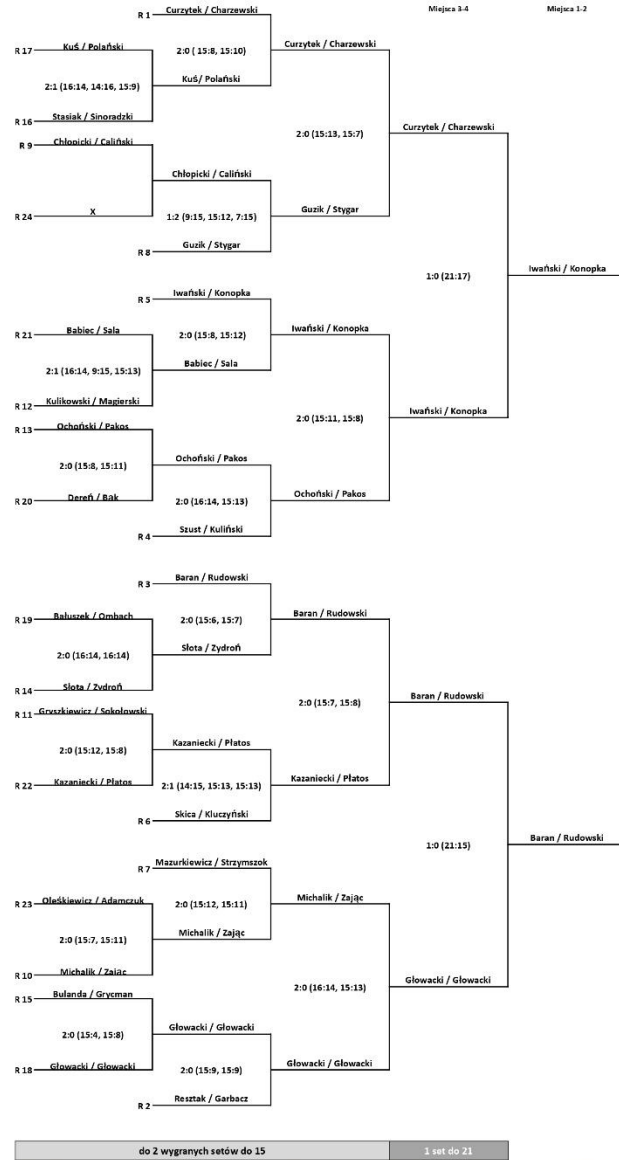 Miejsca 3-4 Miejsca 1-2
R 1 Curzytek / Charzewski
R 17 Kuś / Polański 2:0 ( 15:8, 15:10) Curzytek / Charzewski
2:1 (16:14, 14:16, 15:9) Kuś/ Polański
R 16 Stasiak / Sinoradzki
2:0 (15:13, 15:7) Curzytek / Charzewski
R 9 Chłopicki / Caliński
Chłopicki / Caliński
R 24 X 1:2 (9:15, 15:12, 7:15) Guzik / Stygar
R 8 Guzik / Stygar
1:0 (21:17) Iwański / Konopka
R 5 Iwański / Konopka
R 21 Babiec / Sala 2:0 (15:8, 15:12) Iwański / Konopka
2:1 (16:14, 9:15, 15:13) Babiec / Sala
R 12 Kulikowski / Magierski
2:0 (15:11, 15:8) Iwański / Konopka
R 13 Ochoński / Pakos
2:0 (15:8, 15:11) Ochoński / Pakos
R 20 Dereń / Bąk 2:0 (16:14, 15:13) Ochoński / Pakos
R 4 Szust / Kuliński
R 3 Baran / Rudowski
R 19 Bałuszek / Ombach 2:0 (15:6, 15:7) Baran / Rudowski
2:0 (16:14, 16:14) Słota / Zydroń
R 14 Słota / Zydroń
2:0 (15:7, 15:8) Baran / Rudowski
R 11 Gryszkiewicz / Sokołowski
2:0 (15:12, 15:8) Kazaniecki / Płatos
R 22 Kazaniecki / Płatos 2:1 (14:15, 15:13, 15:13) Kazaniecki / Płatos
R 6 Skica / Kluczyński
1:0 (21:15) Baran / Rudowski
R 7 Mazurkiewicz / Strzymszok
R 23 Oleśkiewicz / Adamczuk 2:0 (15:12, 15:11) Michalik / Zając
2:0 (15:7, 15:11) Michalik / Zając
R 10 Michalik / Zając
2:0 (16:14, 15:13) Głowacki / Głowacki
R 15 Bulanda / Grycman
2:0 (15:4, 15:8) Głowacki / Głowacki
R 18 Głowacki / Głowacki 2:0 (15:9, 15:9) Głowacki / Głowacki
R 2 Resztak / Garbacz
do 2 wygranych setów do 15 1 set do 21